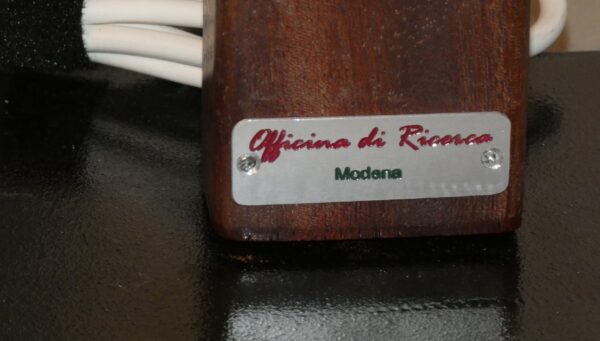 Officina di Ricerca
Modena